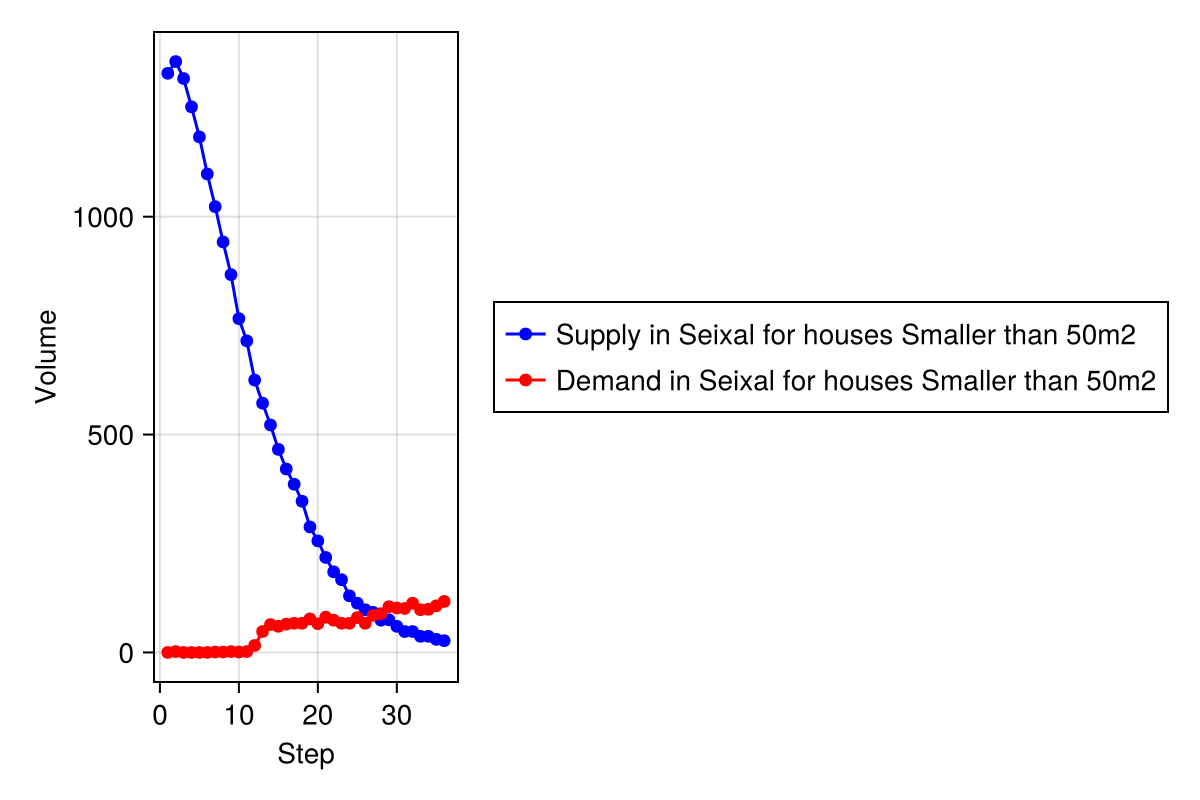 1000
500
0
0 10 20 30
Volume
Step
Supply in Seixal for houses Smaller than 50m2
Demand in Seixal for houses Smaller than 50m2